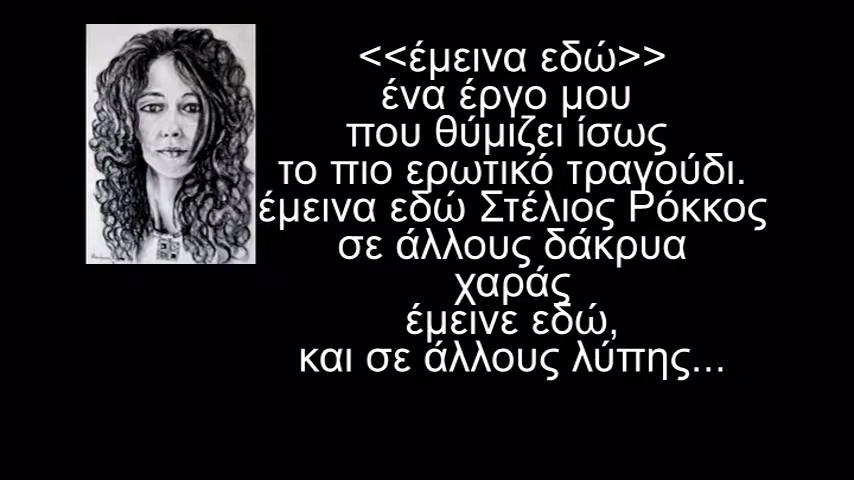 <<έμεινα εδώ>>
ένα έργο μου
που θύμιζει ίσως
το πιο ερωτικό τραγούδι.
έμεινα εδώ Στέλιος Ρόκκος
σε άλλους δάκρυα
χαράς
έμεινε εδώ,
και σε άλλους λύπης...